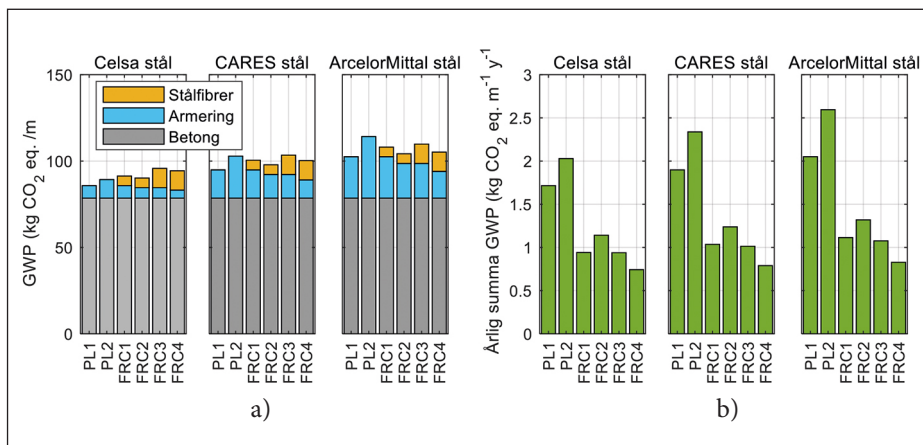 Celsa stål CARES stål ArcelorMittal stål
GWP (kg CO2 eq. /m
150
100
50
0
Stålfibrer
Armering
Betong
PL1 PL2 FRC1 FRC2 FRC3 FRC4 PL1 PL2 FRC1 FRC2 FRC3 FRC4 PL1 PL2 FRC1 FRC2 FRC3 FRC4
a)
Celsa stål CARES stål ArcelorMittal stål
Årlig summa GWP (kg CO2 eq. m-1 y-1
3
2.5
2
1.5
1
0.5
0
PL1 PL2 FRC1 FRC2 FRC3 FRC4 PL1 PL2 FRC1 FRC2 FRC3 FRC4 PL1 PL2 FRC1 FRC2 FRC3 FRC4
b)